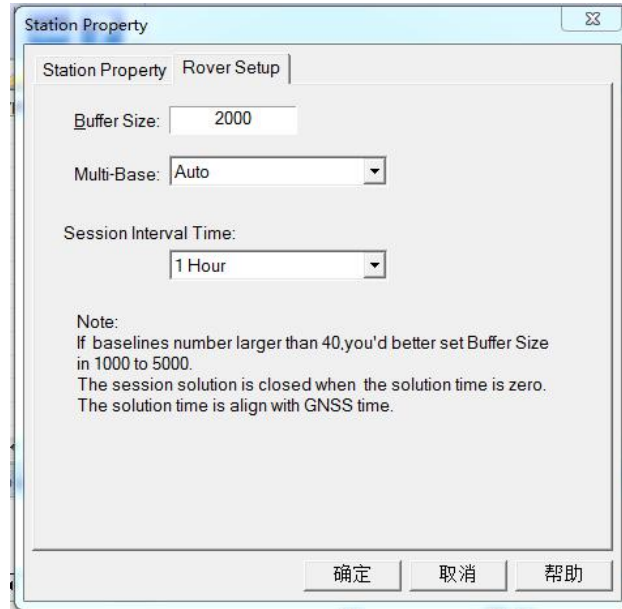 Station Property
Station Property Rover Setup
Buffer Size: 2000
Multi-Base: Auto
Session Interval Time:
1 Hour
Note:
If baselines number larger than 40,you'd better set Buffer Size
in 1000 to 5000.
The session solution is closed when the solution time is zero.
The solution time is align with GNSS time.
确定 取消 帮助